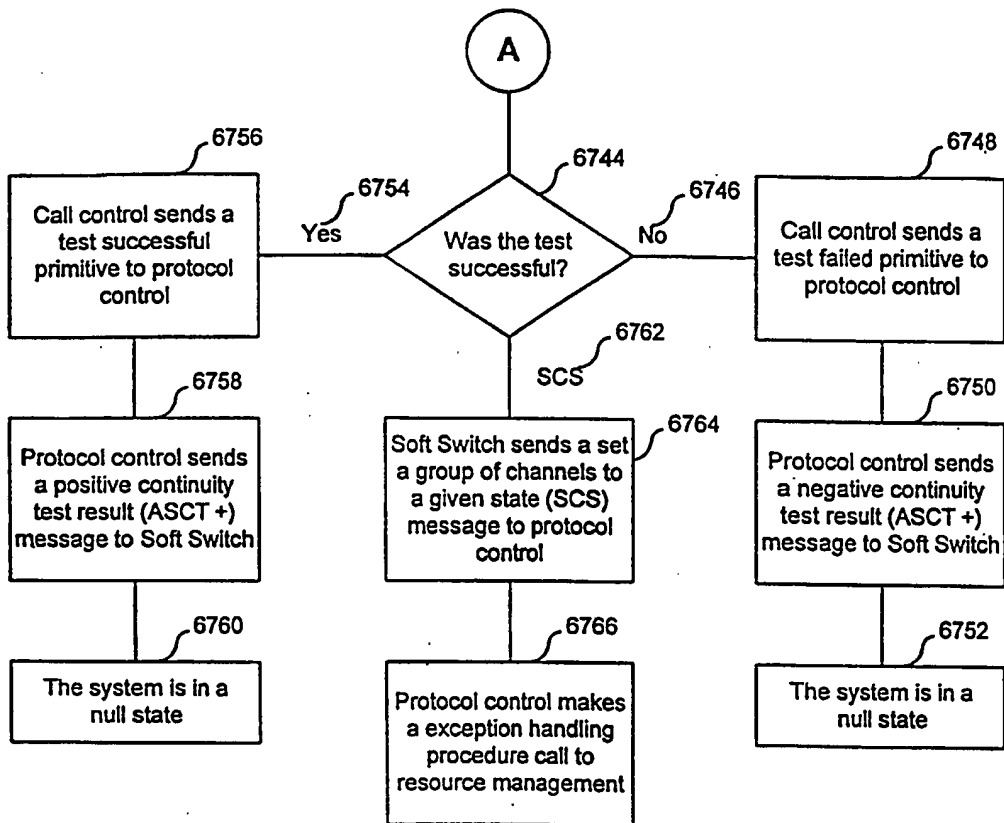 A
6756
Call control sends a
test successful
primitive to protocol
control
6754
Yes
6744
Was the test
successful?
6746
No
6748
Call control sends a
test failed primitive to
protocol control
6758
Protocol control sends
a positive continuity
test result (ASCT +)
message to Soft Switch
6762
SCS
6764
Soft Switch sends a set
a group of channels to
a given state (SCS)
message to protocol
control
6750
Protocol control sends
a negative continuity
test result (ASCT +)
message to Soft Switch
6760
The system is in a
null state
6766
Protocol control makes
a exception handling
procedure call to
resource management
6752
The system is in a
null state